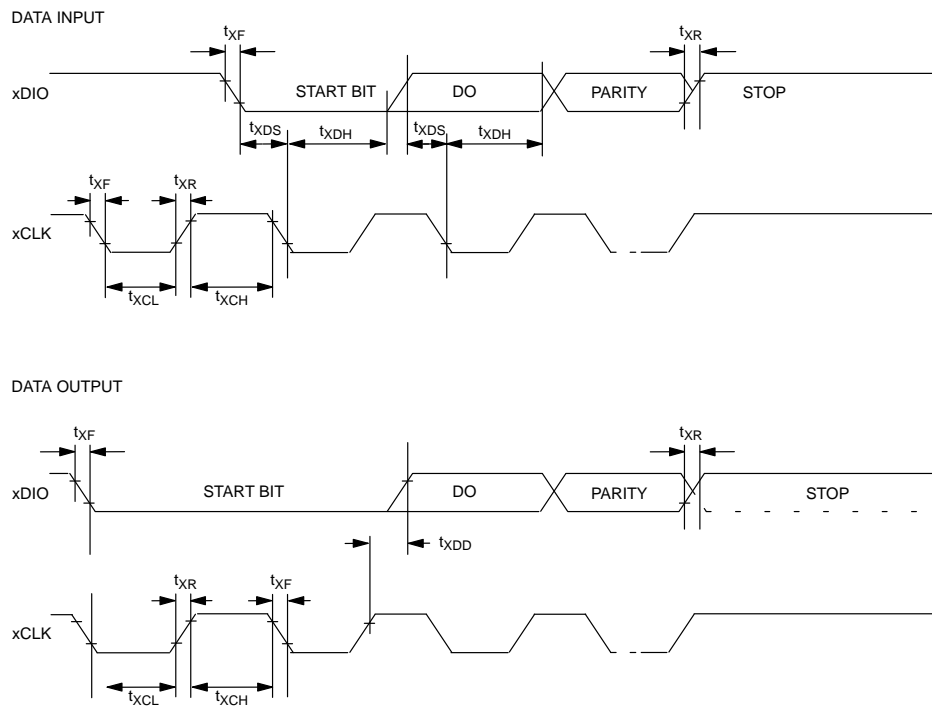 DATA INPUT
tXF
tXR
xDIO
START BIT
DO
PARITY
STOP
tXDS
tXDH
tXDS
tXDH
tXF
tXR
xCLK
tXCL
tXCH
DATA OUTPUT
tXF
tXR
xDIO
START BIT
DO
PARITY
STOP
tXDD
tXR
tXF
xCLK
tXCL
tXCH